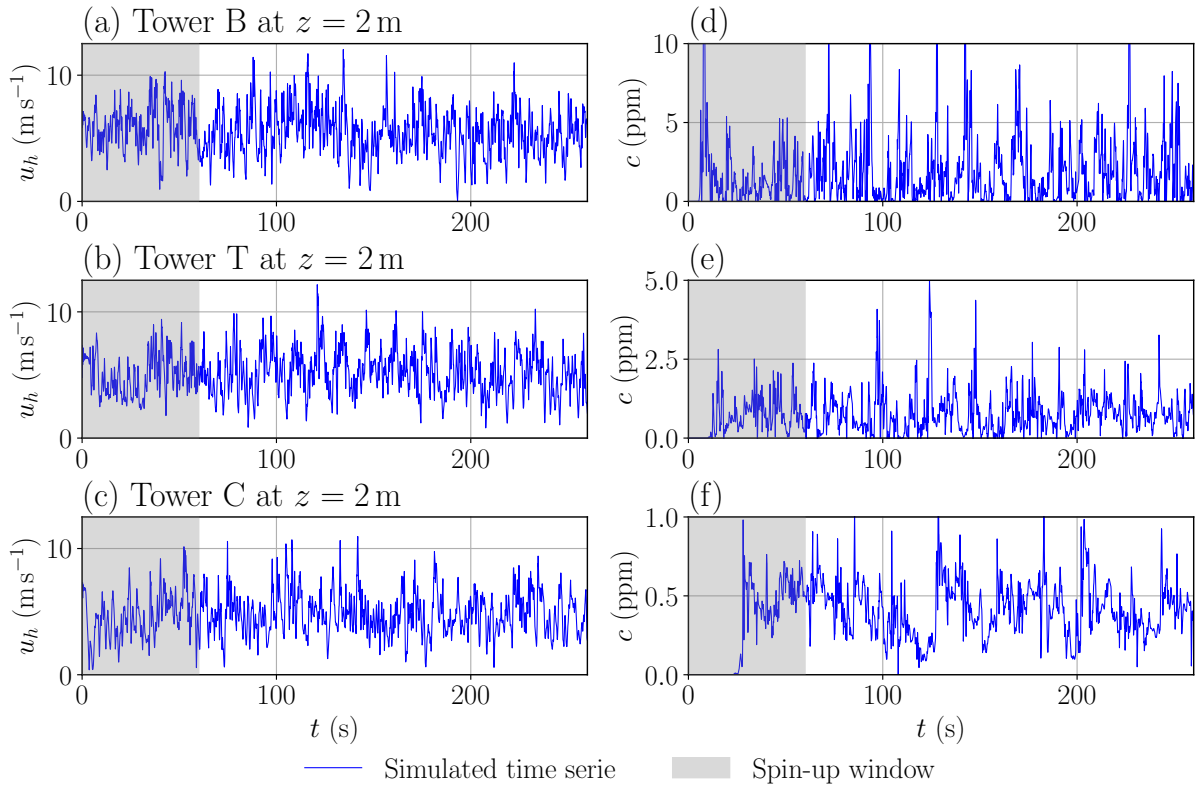 (a) Tower B at z = 2 m
(d)
u_h (m s⁻¹)
10
0
0 100 200
c (ppm)
10
5
0
0 100 200
(b) Tower T at z = 2 m
(e)
u_h (m s⁻¹)
10
0
0 100 200
c (ppm)
5.0
2.5
0.0
0 100 200
(c) Tower C at z = 2 m
(f)
u_h (m s⁻¹)
10
0
0 100 200
t (s)
c (ppm)
1.0
0.5
0.0
0 100 200
t (s)
Simulated time serie
Spin-up window